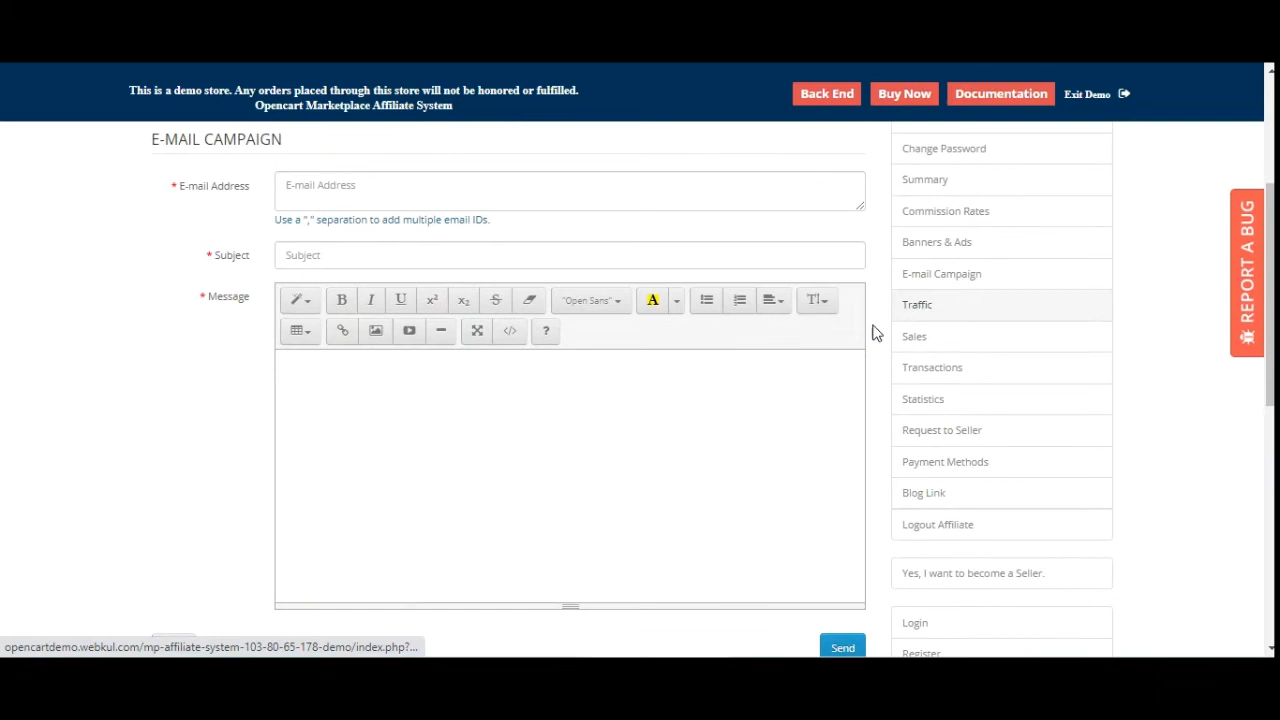 This is a demo store. Any orders placed through this store will not be honored or fulfilled.
Opencart Marketplace Affiliate System
Back End
Buy Now
Documentation
Exit Demo
E-MAIL CAMPAIGN
* E-mail Address
E-mail Address
Use a "," separation to add multiple email IDs.
* Subject
Subject
* Message
B I U x² x₂ S "Open Sans" A
?
Send
Change Password
Summary
Commission Rates
Banners & Ads
E-mail Campaign
Traffic
Sales
Transactions
Statistics
Request to Seller
Payment Methods
Blog Link
Logout Affiliate
Yes, I want to become a Seller.
Login
Register
REPORT A BUG
opencartdemo.webkul.com/mp-affiliate-system-103-80-65-178-demo/index.php?...